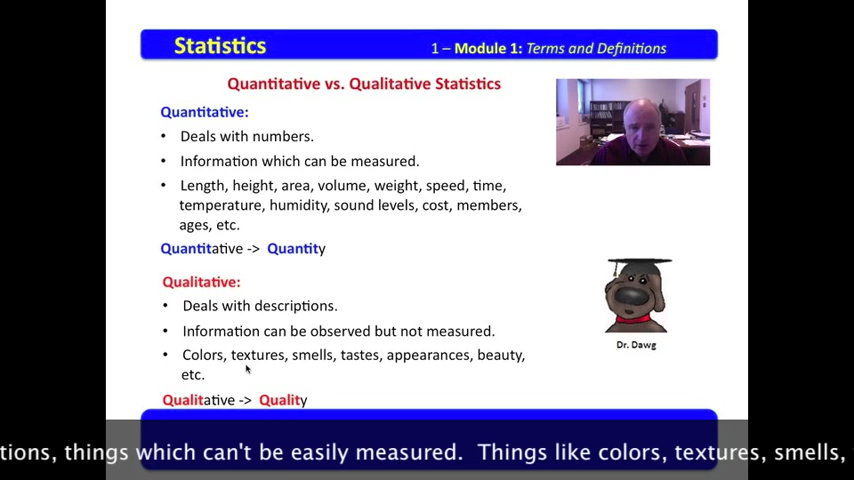 Statistics
1 – Module 1: Terms and Definitions
Quantitative vs. Qualitative Statistics
Quantitative:
• Deals with numbers.
• Information which can be measured.
• Length, height, area, volume, weight, speed, time,
temperature, humidity, sound levels, cost, members,
ages, etc.
Quantitative -> Quantity
Qualitative:
• Deals with descriptions.
• Information can be observed but not measured.
• Colors, textures, smells, tastes, appearances, beauty,
etc.
Qualitative -> Quality
Dr. Dawg
tions, things which can't be easily measured. Things like colors, textures, smells,